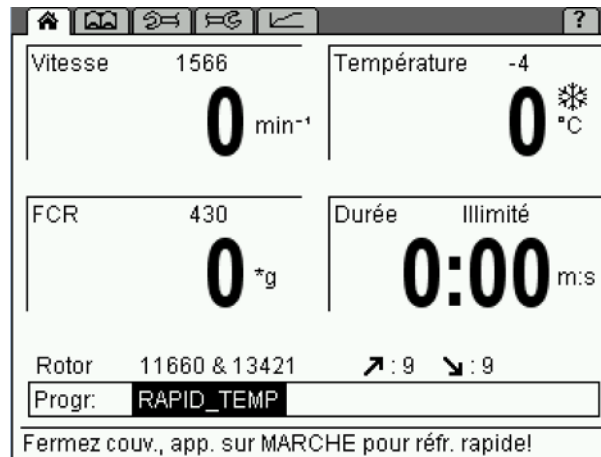 ?
Vitesse 1566
0 min⁻¹
Température -4
0 °C
FCR 430
0 *g
Durée Illimité
0:00 m:s
Rotor 11660 & 13421 ↗: 9 ↘: 9
Progr: RAPID_TEMP
Fermez couv., app. sur MARCHE pour réfr. rapide!